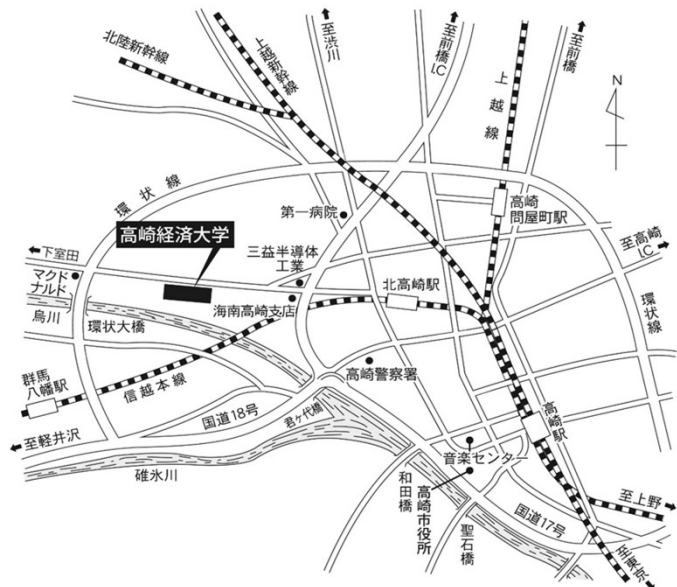 北陸新幹線
上越新幹線
至渋川
至前橋
I.C
上越線
至前橋
N
環状線
第一病院
高崎
問屋町駅
高崎経済大学
下室田
三益半導体
工業
至高崎
I.C
マクド
ナルド
北高崎駅
海南高崎支店
烏川
環状大橋
環状線
群馬
八幡駅
信越本線
高崎警察署
国道18号
君ヶ代橋
高崎駅
至軽井沢
碓氷川
音楽センター
和田橋
高崎市役所
聖石橋
国道17号
至上野
至東京